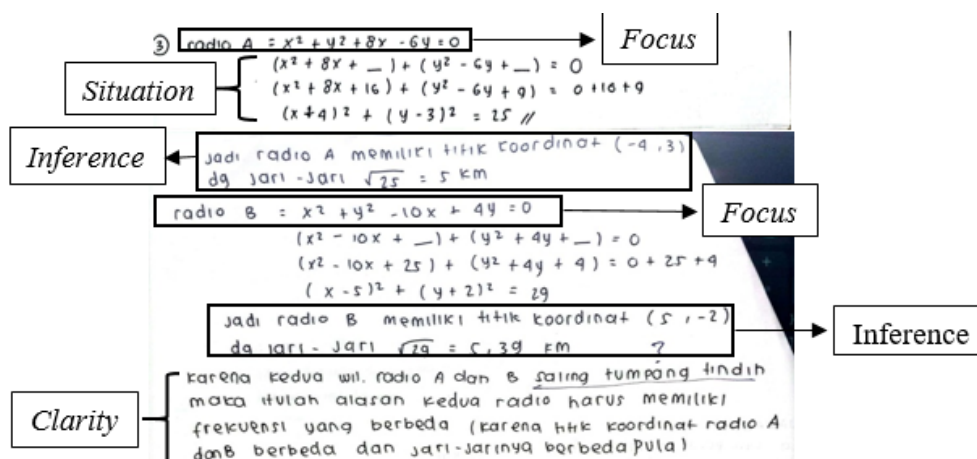 ③ radio A = x² + y² + 8x - 6y = 0
Focus
(x² + 8x + _) + (y² - 6y + _) = 0
Situation
(x² + 8x + 16) + (y² - 6y + 9) = 0 + 16 + 9
(x + 4)² + (y - 3)² = 25 //
Inference
jadi radio A memiliki titik koordinat (-4, 3)
dg jari-jari √25 = 5 km
radio B = x² + y² - 10x + 4y = 0
Focus
(x² - 10x + _) + (y² + 4y + _) = 0
(x² - 10x + 25) + (y² + 4y + 4) = 0 + 25 + 4
(x - 5)² + (y + 2)² = 29
jadi radio B memiliki titik koordinat (5, -2)
Inference
dg jari-jari √29 = 5,39 km ?
karena kedua wil. radio A dan B saling tumpang tindih
Clarity
maka itulah alasan kedua radio harus memiliki
frekuensi yang berbeda (karena titik koordinat radio A
dan B berbeda dan jari-jarinya berbeda pula)